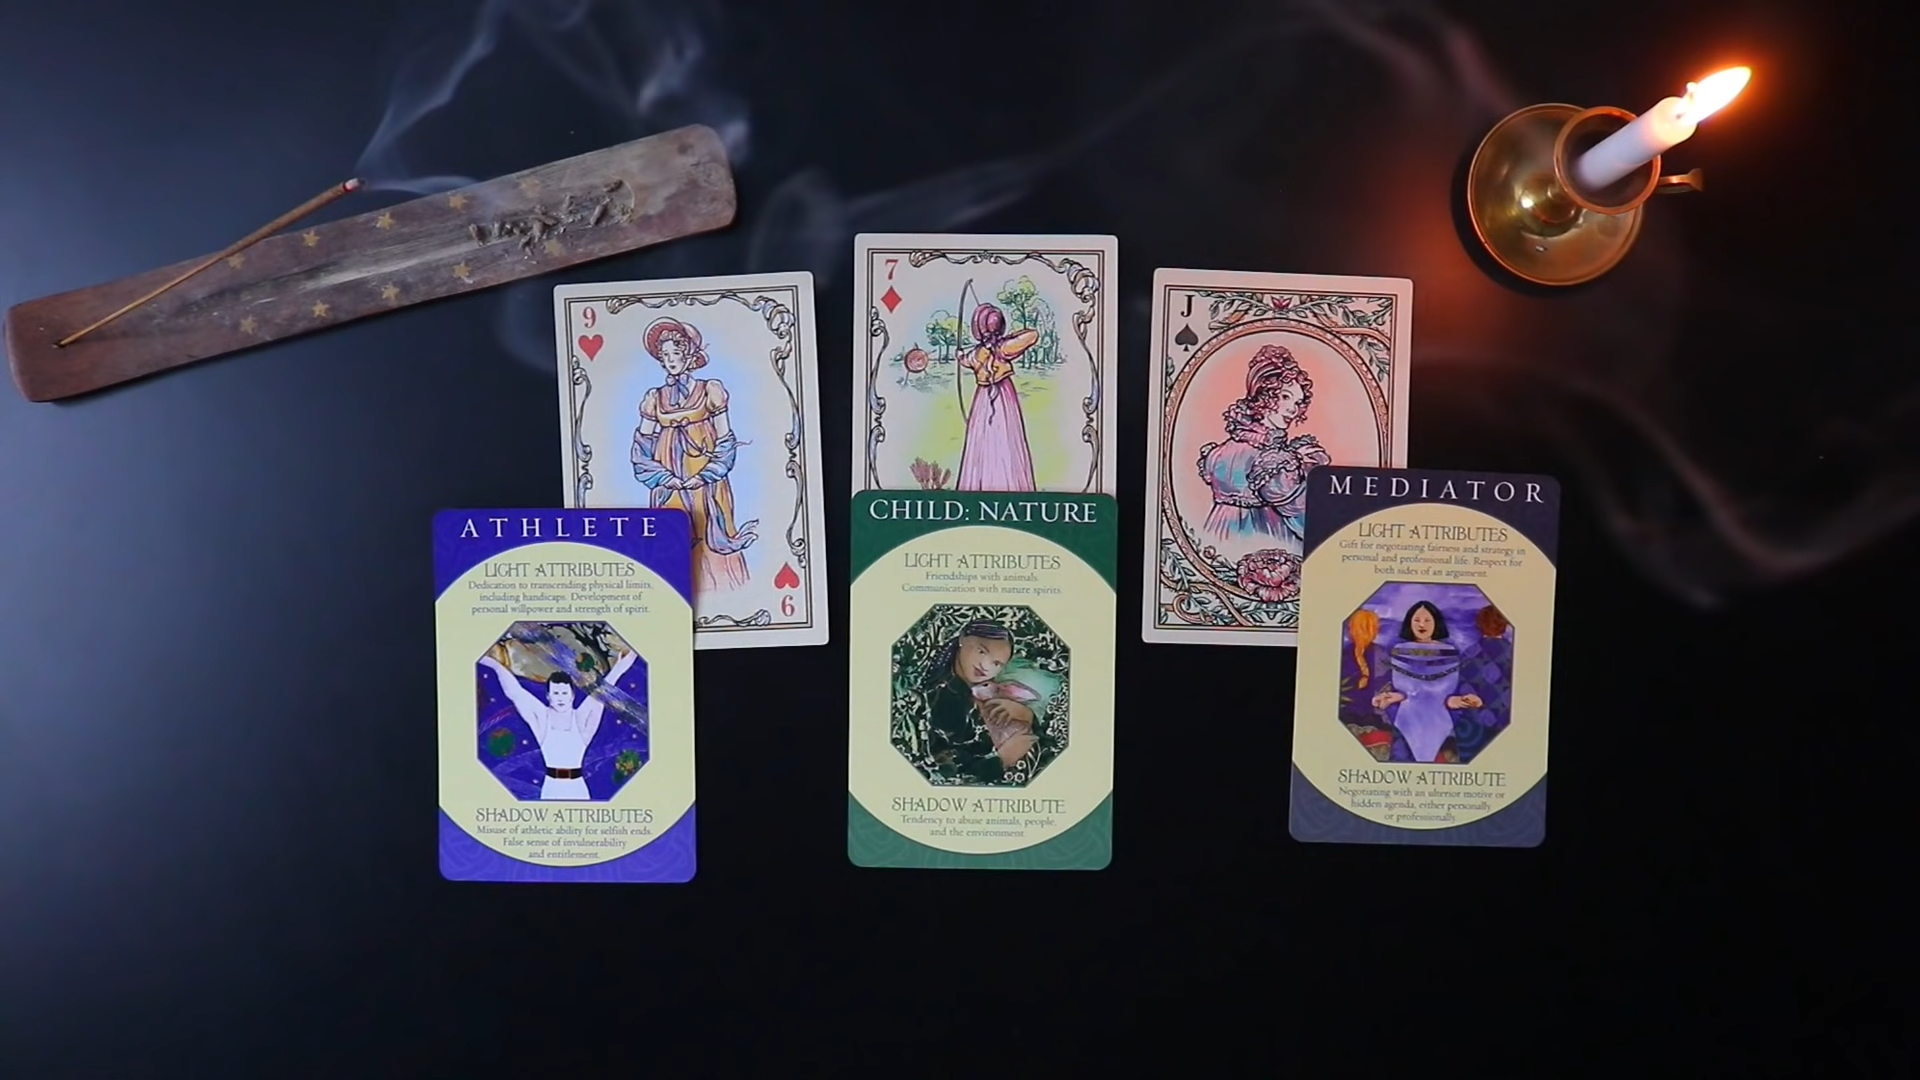 9
9
7
J
ATHLETE
LIGHT ATTRIBUTES
Dedication to transcending physical limits,
including handicaps. Development of
personal willpower and strength of spirit.
SHADOW ATTRIBUTES
Misuse of athletic ability for selfish ends.
False sense of invulnerability
and entitlement.
CHILD: NATURE
LIGHT ATTRIBUTES
Friendships with animals.
Communication with nature spirits.
SHADOW ATTRIBUTE
Tendency to abuse animals, people,
and the environment.
MEDIATOR
LIGHT ATTRIBUTES
Gift for negotiating fairness and strategy in
personal and professional life. Respect for
both sides of an argument.
SHADOW ATTRIBUTE
Negotiating with an ulterior motive or
hidden agenda, either personally
or professionally.